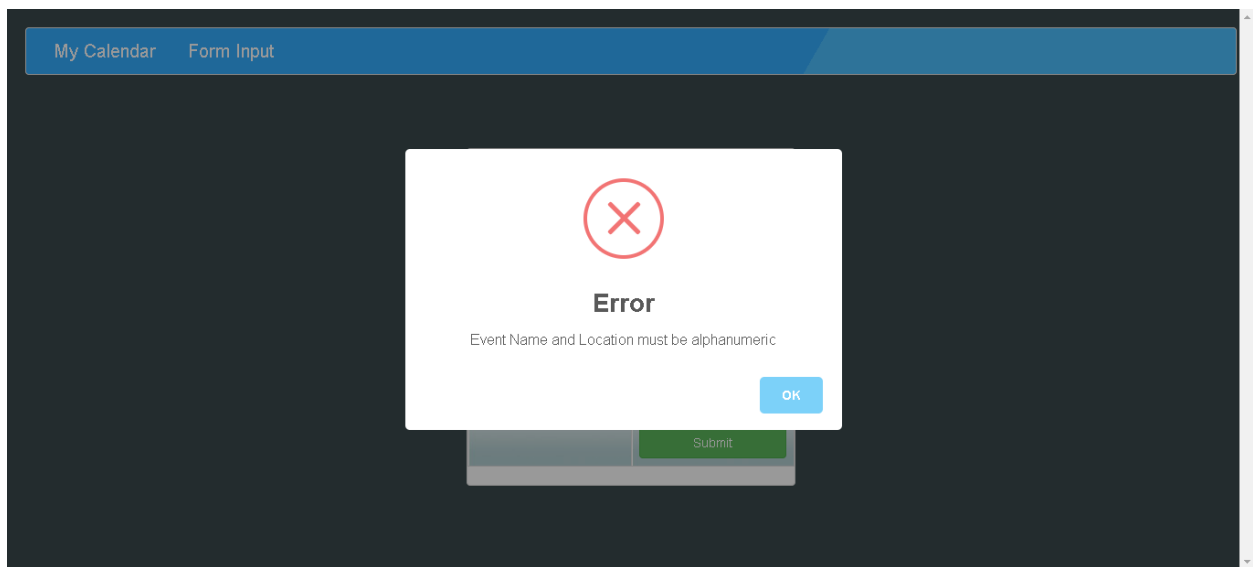 My Calendar Form Input
Error
Event Name and Location must be alphanumeric
OK
Submit